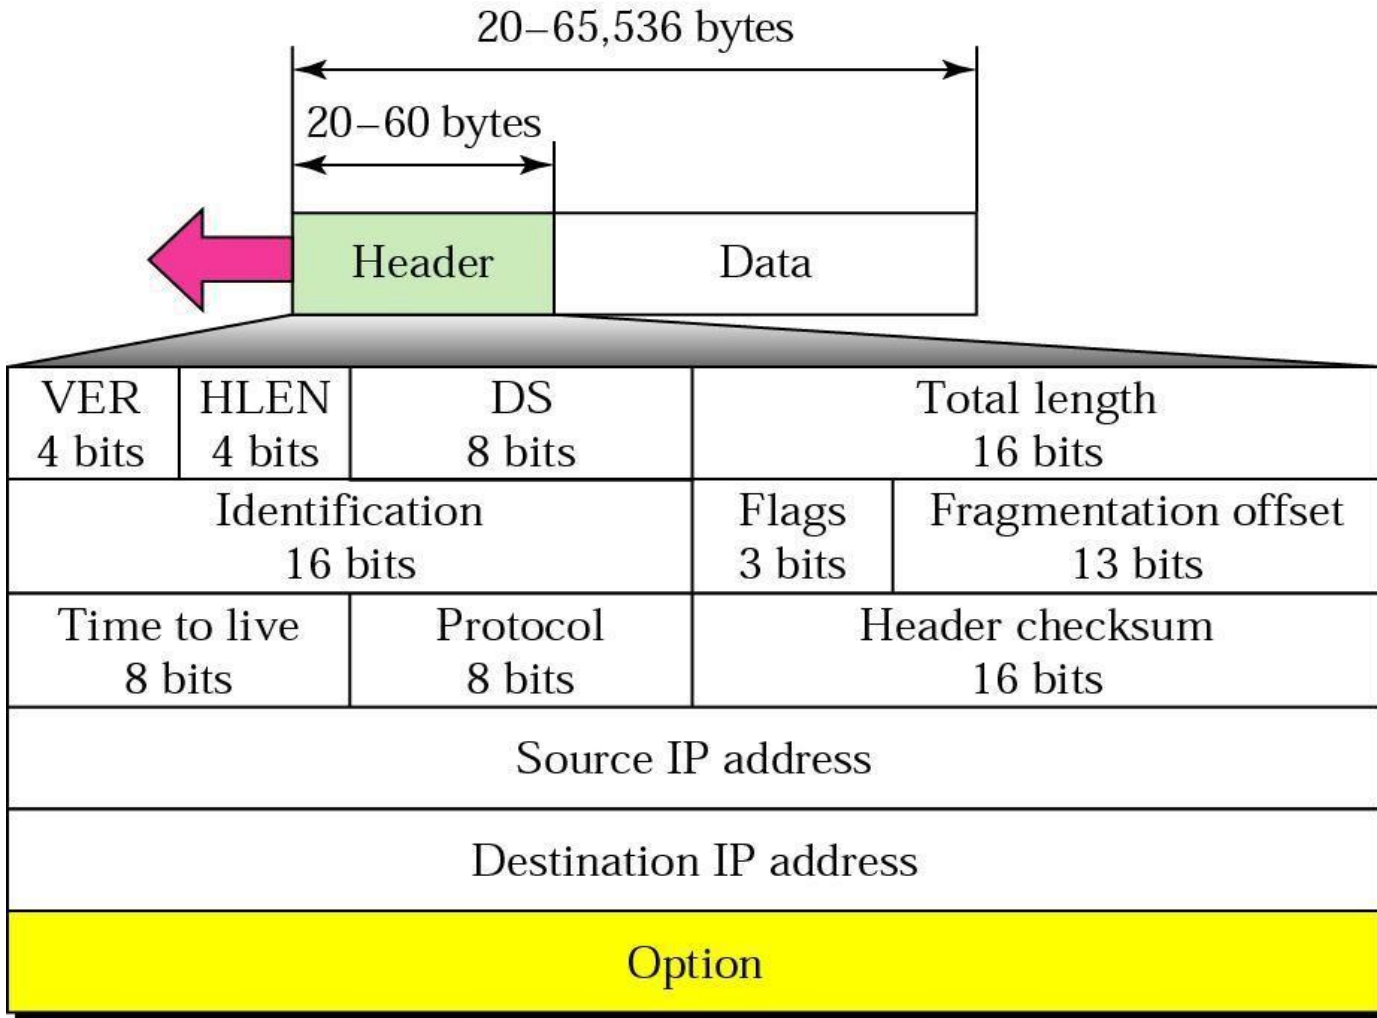 20–65,536 bytes
20–60 bytes
Header
Data
VER
4 bits
HLEN
4 bits
DS
8 bits
Total length
16 bits
Identification
16 bits
Flags
3 bits
Fragmentation offset
13 bits
Time to live
8 bits
Protocol
8 bits
Header checksum
16 bits
Source IP address
Destination IP address
Option